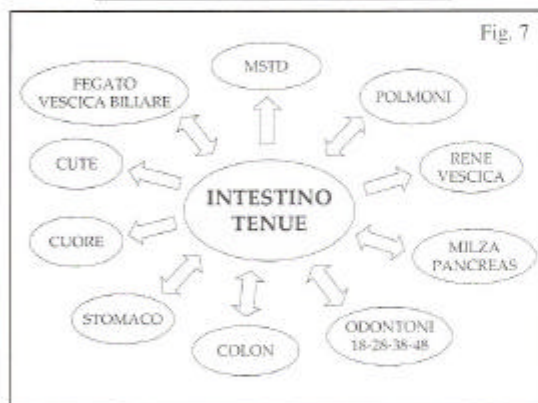 Fig. 7
MSTD
FEGATO
VESCICA BILIARE
POLMONI
CUTE
RENE
VESCICA
INTESTINO
TENUE
CUORE
MILZA
PANCREAS
STOMACO
COLON
ODONTONI
18-28-38-48